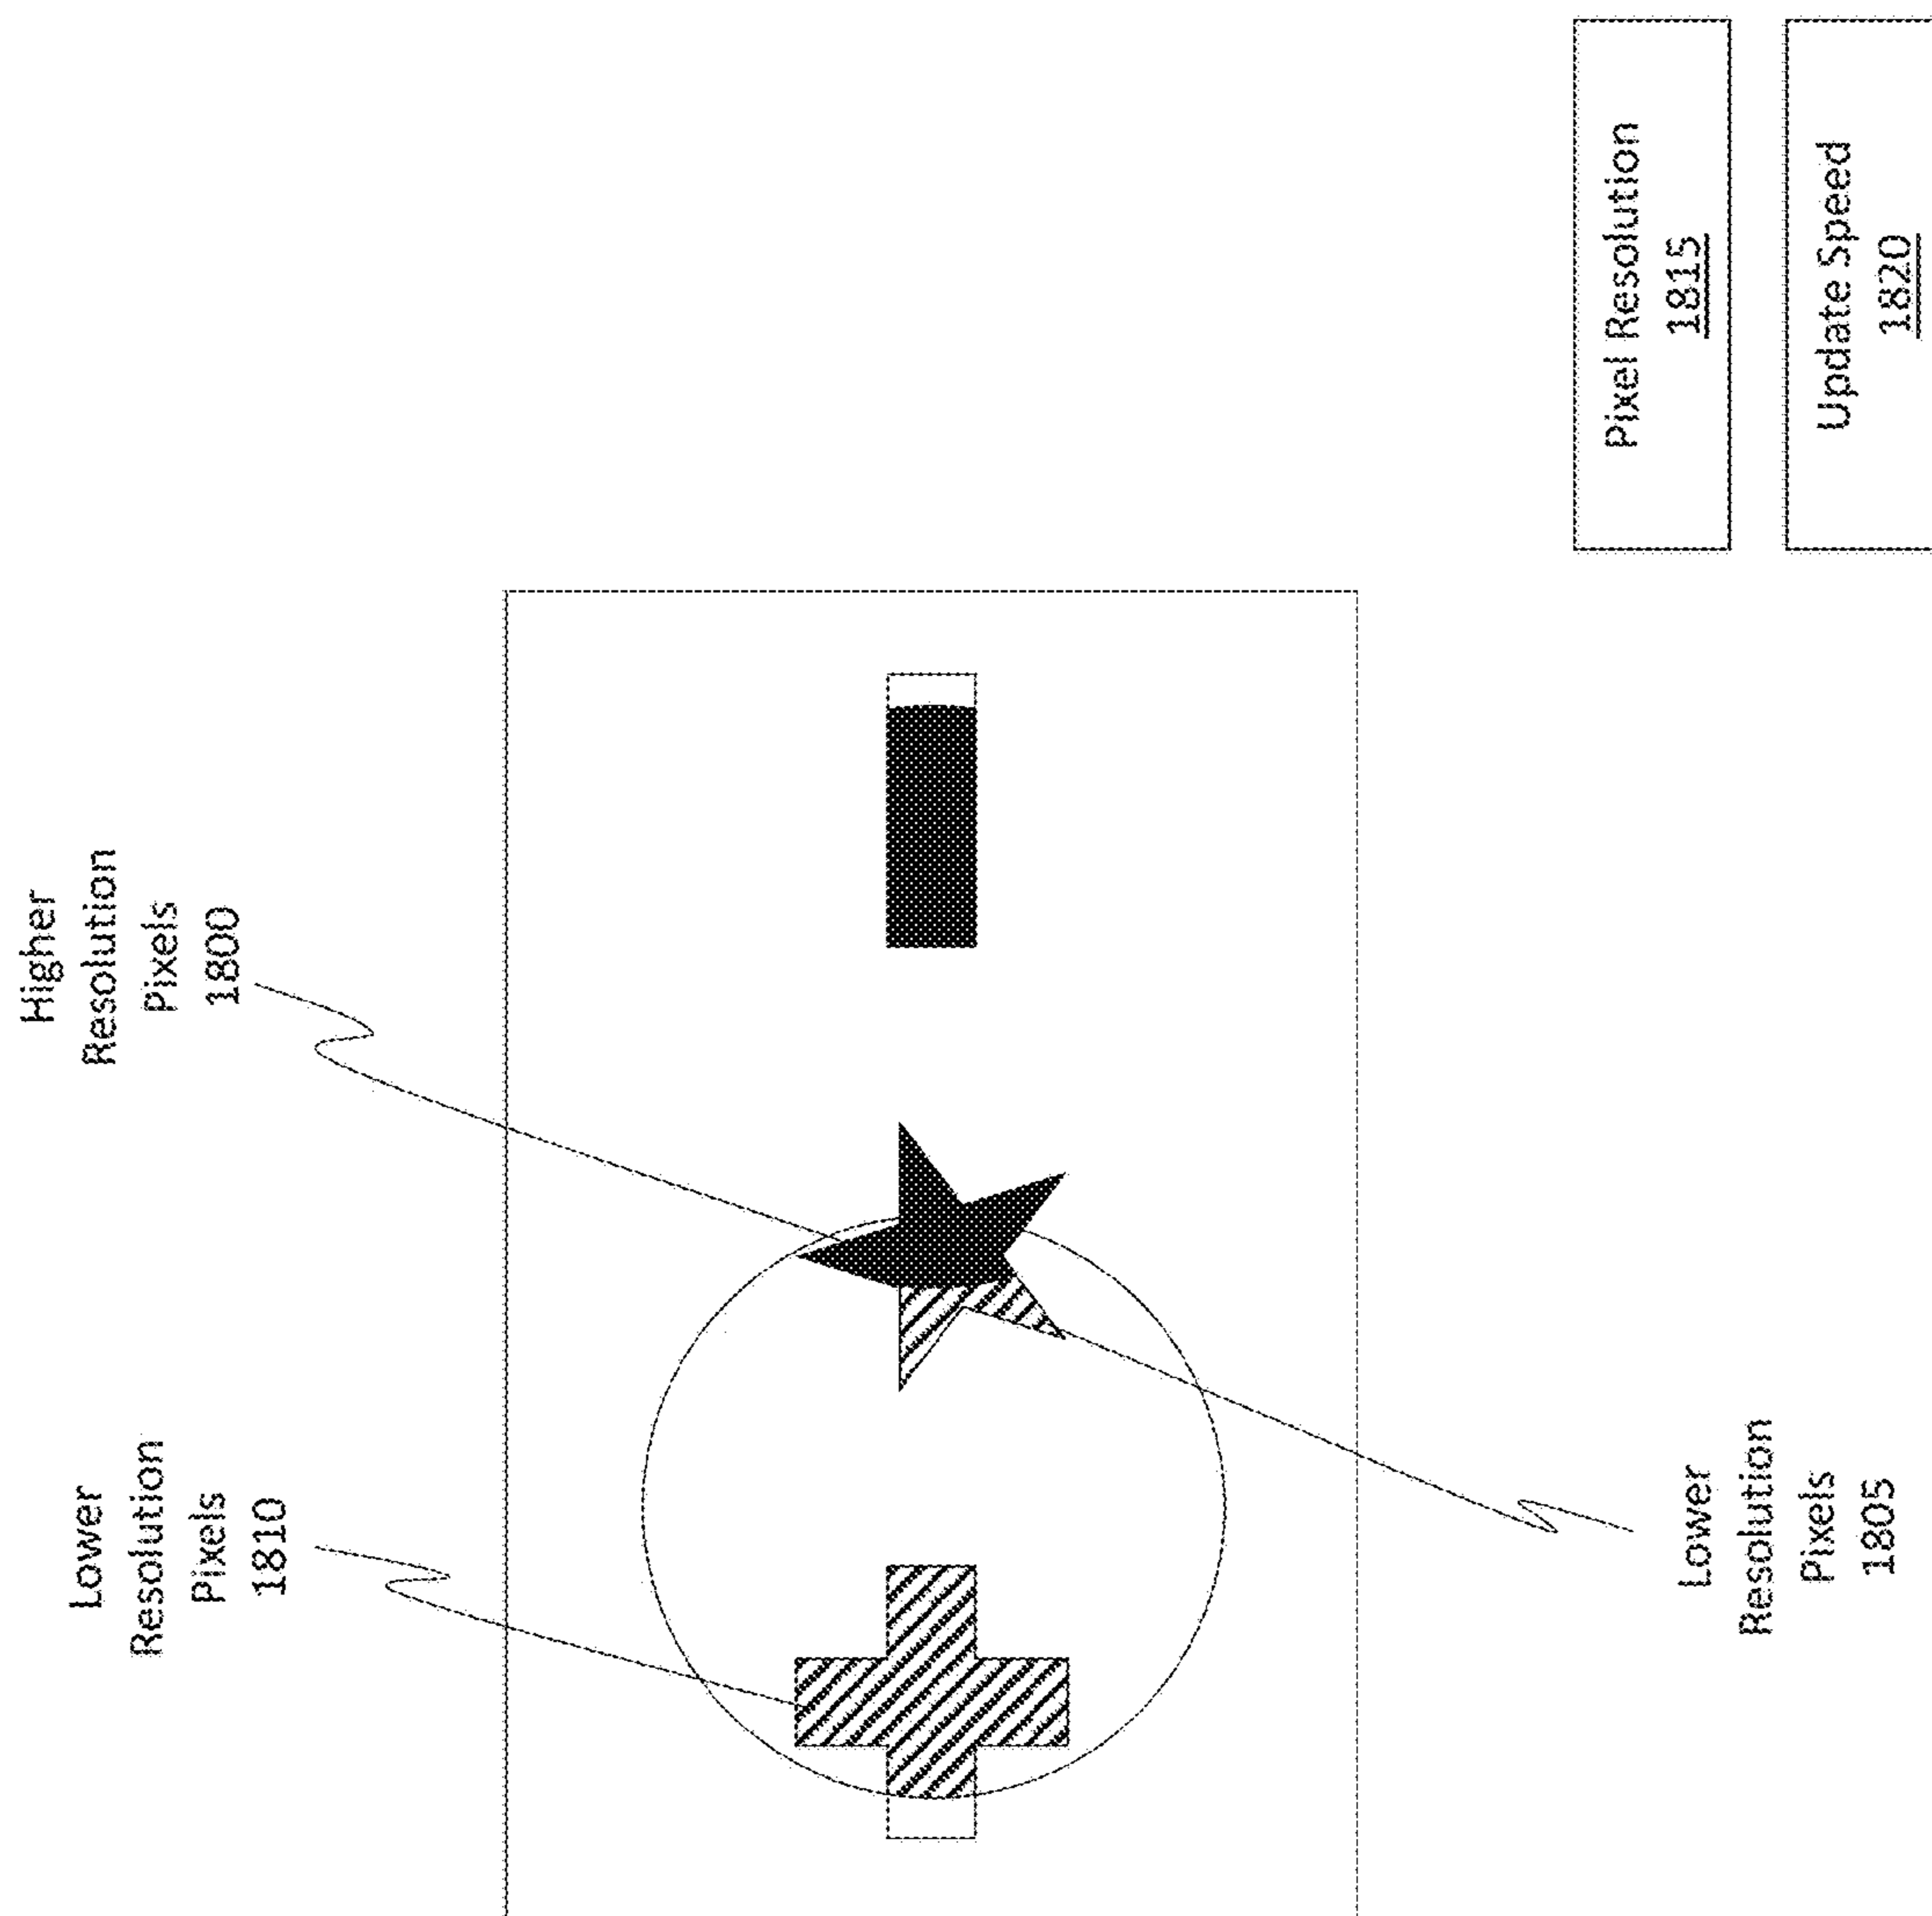 Lower
Resolution
Pixels
1810
Higher
Resolution
Pixels
1800
Lower
Resolution
Pixels
1805
Pixel Resolution
1815
Update Speed
1820